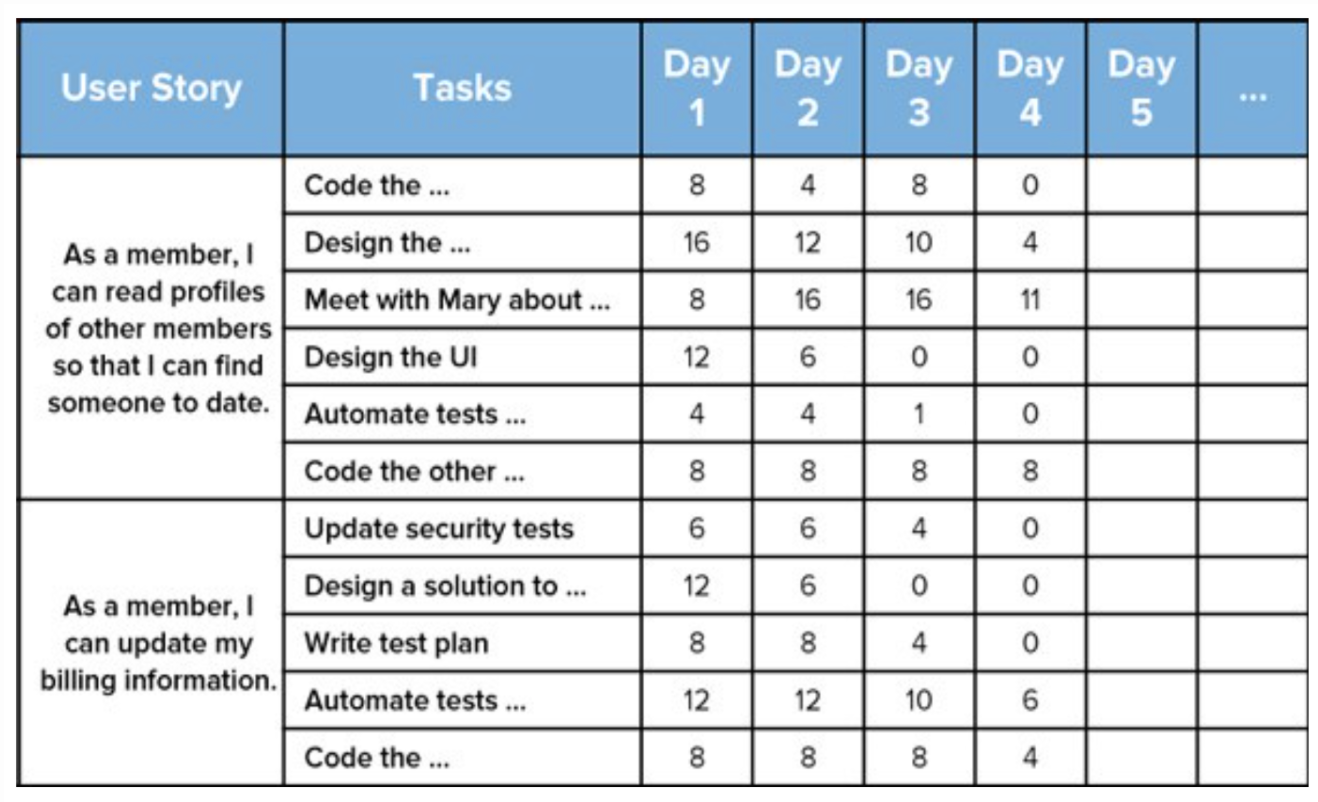 User Story Tasks Day 1 Day 2 Day 3 Day 4 Day 5 ...
As a member, I
can read profiles
of other members
so that I can find
someone to date.
Code the ... 8 4 8 0
Design the ... 16 12 10 4
Meet with Mary about ... 8 16 16 11
Design the UI 12 6 0 0
Automate tests ... 4 4 1 0
Code the other ... 8 8 8 8
As a member, I
can update my
billing information.
Update security tests 6 6 4 0
Design a solution to ... 12 6 0 0
Write test plan 8 8 4 0
Automate tests ... 12 12 10 6
Code the ... 8 8 8 4